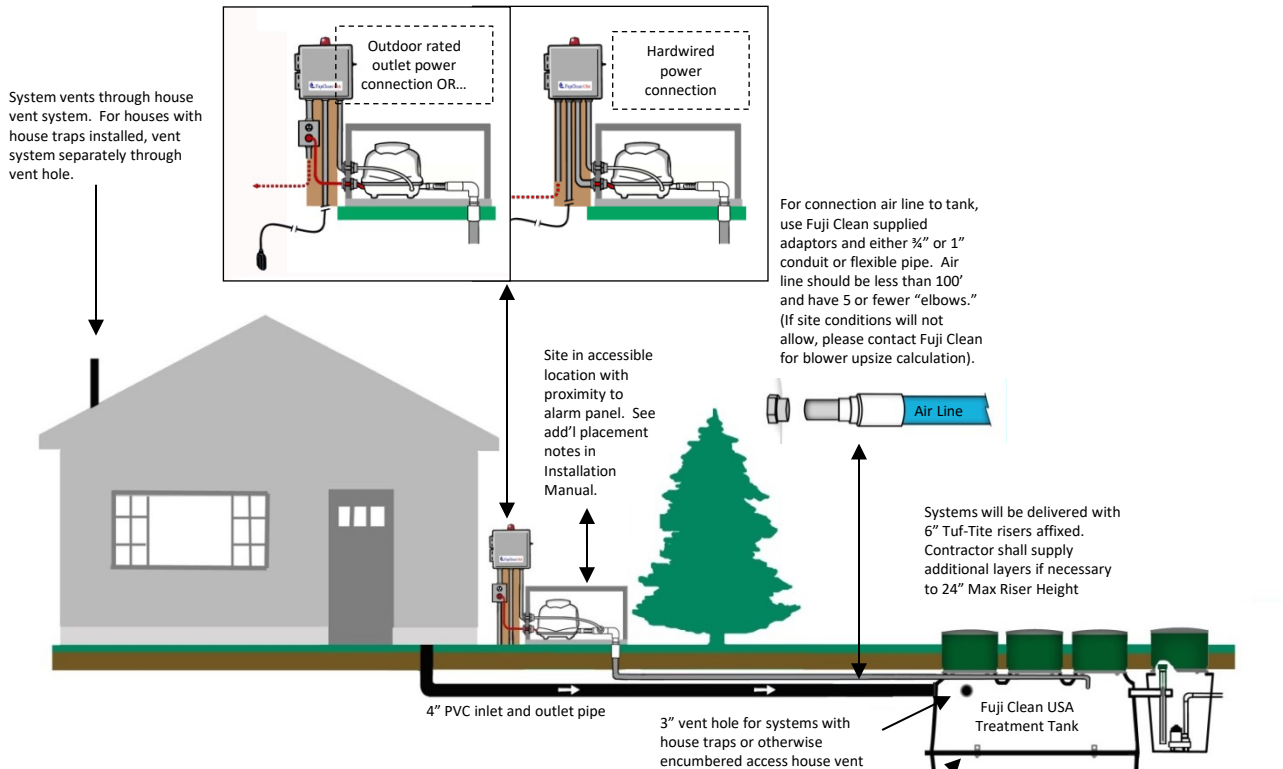 Outdoor rated
outlet power
connection OR…
Hardwired
power
connection
System vents through house
vent system.  For houses with
house traps installed, vent
system separately through
vent hole.
For connection air line to tank,
use Fuji Clean supplied
adaptors and either ¾” or 1”
conduit or flexible pipe.  Air
line should be less than 100’
and have 5 or fewer “elbows.”
(If site conditions will not
allow, please contact Fuji Clean
for blower upsize calculation).
Air Line
Site in accessible
location with
proximity to
alarm panel.  See
add’l placement
notes in
Installation
Manual.
Systems will be delivered with
6” Tuf-Tite risers affixed.
Contractor shall supply
additional layers if necessary
to 24” Max Riser Height
4” PVC inlet and outlet pipe
Fuji Clean USA
Treatment Tank
3” vent hole for systems with
house traps or otherwise
encumbered access house vent